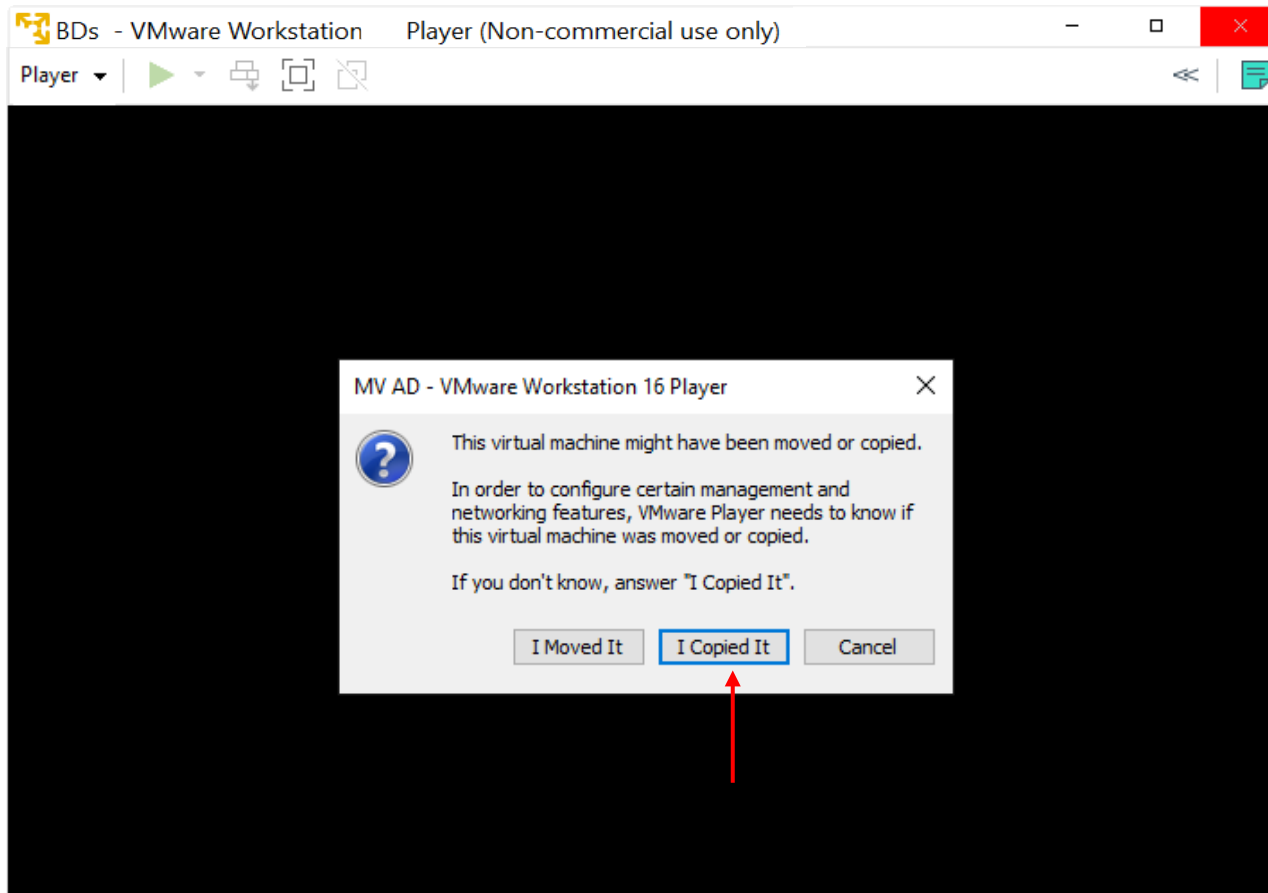 BDs - VMware Workstation Player (Non-commercial use only)
Player
MV AD - VMware Workstation 16 Player
This virtual machine might have been moved or copied.
In order to configure certain management and
networking features, VMware Player needs to know if
this virtual machine was moved or copied.
If you don't know, answer "I Copied It".
I Moved It
I Copied It
Cancel